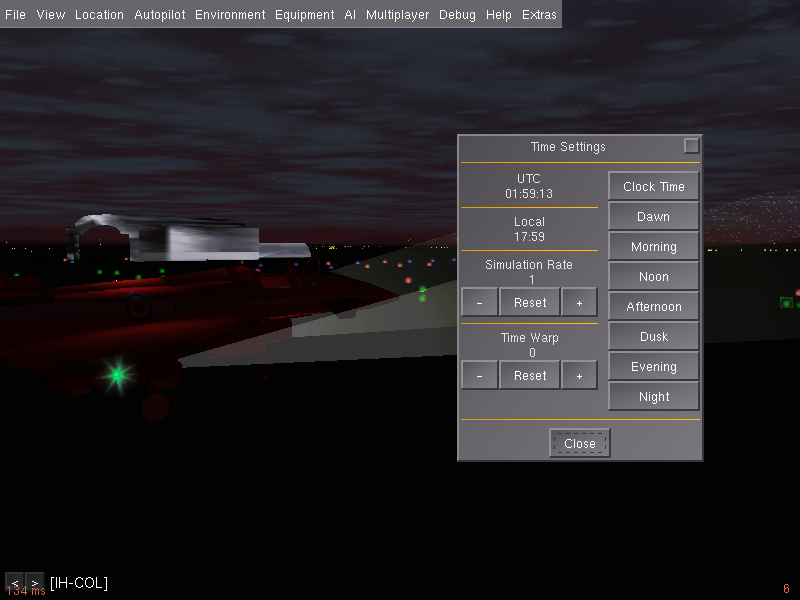 File View Location Autopilot Environment Equipment AI Multiplayer Debug Help Extras
Time Settings
UTC
01:59:13
Local
17:59
Simulation Rate
1
- Reset +
Time Warp
0
- Reset +
Clock Time
Dawn
Morning
Noon
Afternoon
Dusk
Evening
Night
Close
< > [IH-COL]
134 ms
6